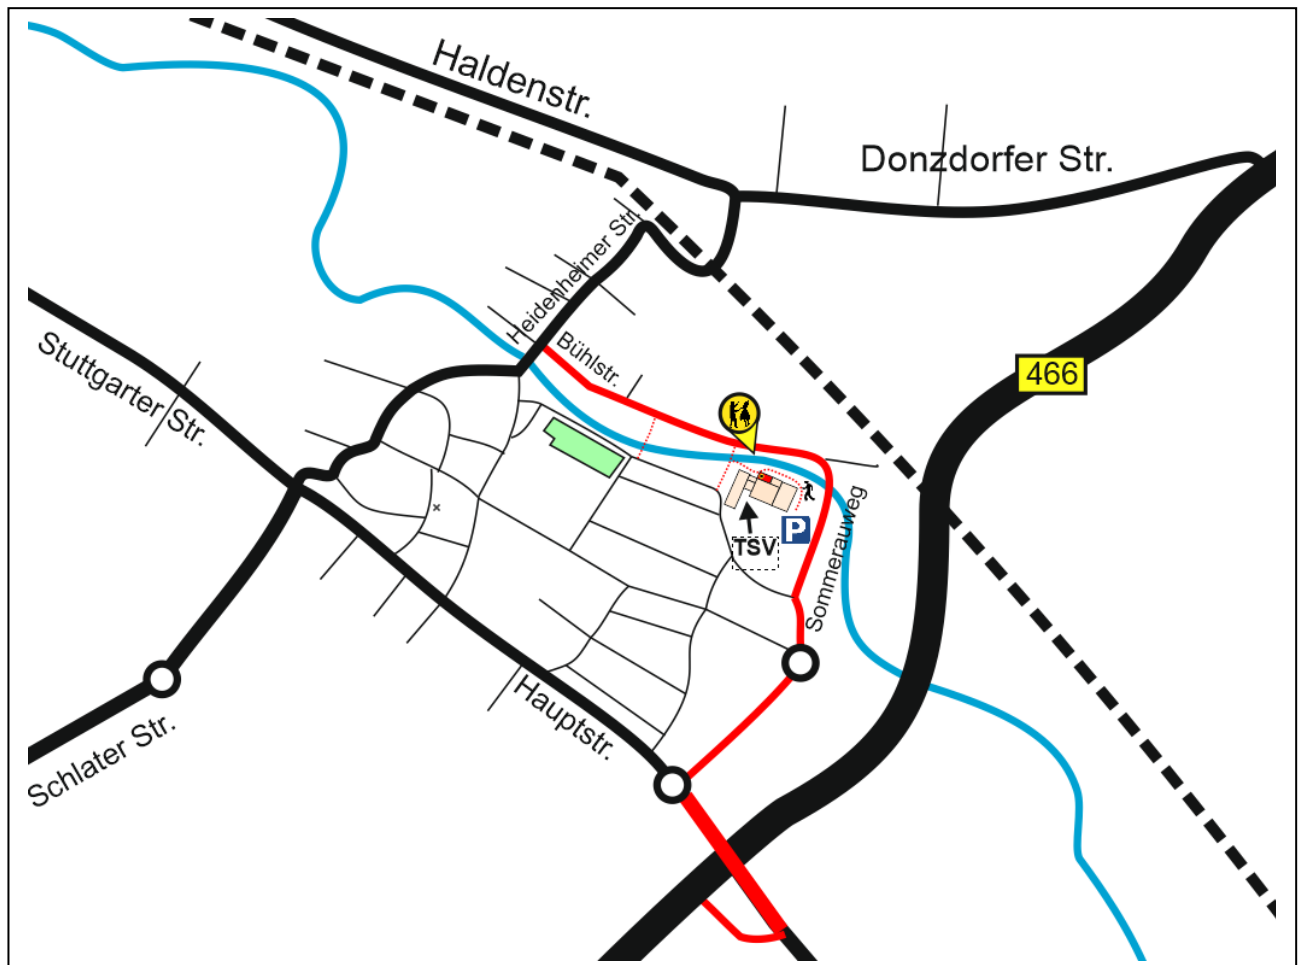 Haldenstr.
Donzdorfer Str.
Heidenheimer Str.
Bühlstr.
Stuttgarter Str.
466
Sommerauweg
P
TSV
Hauptstr.
Schlater Str.